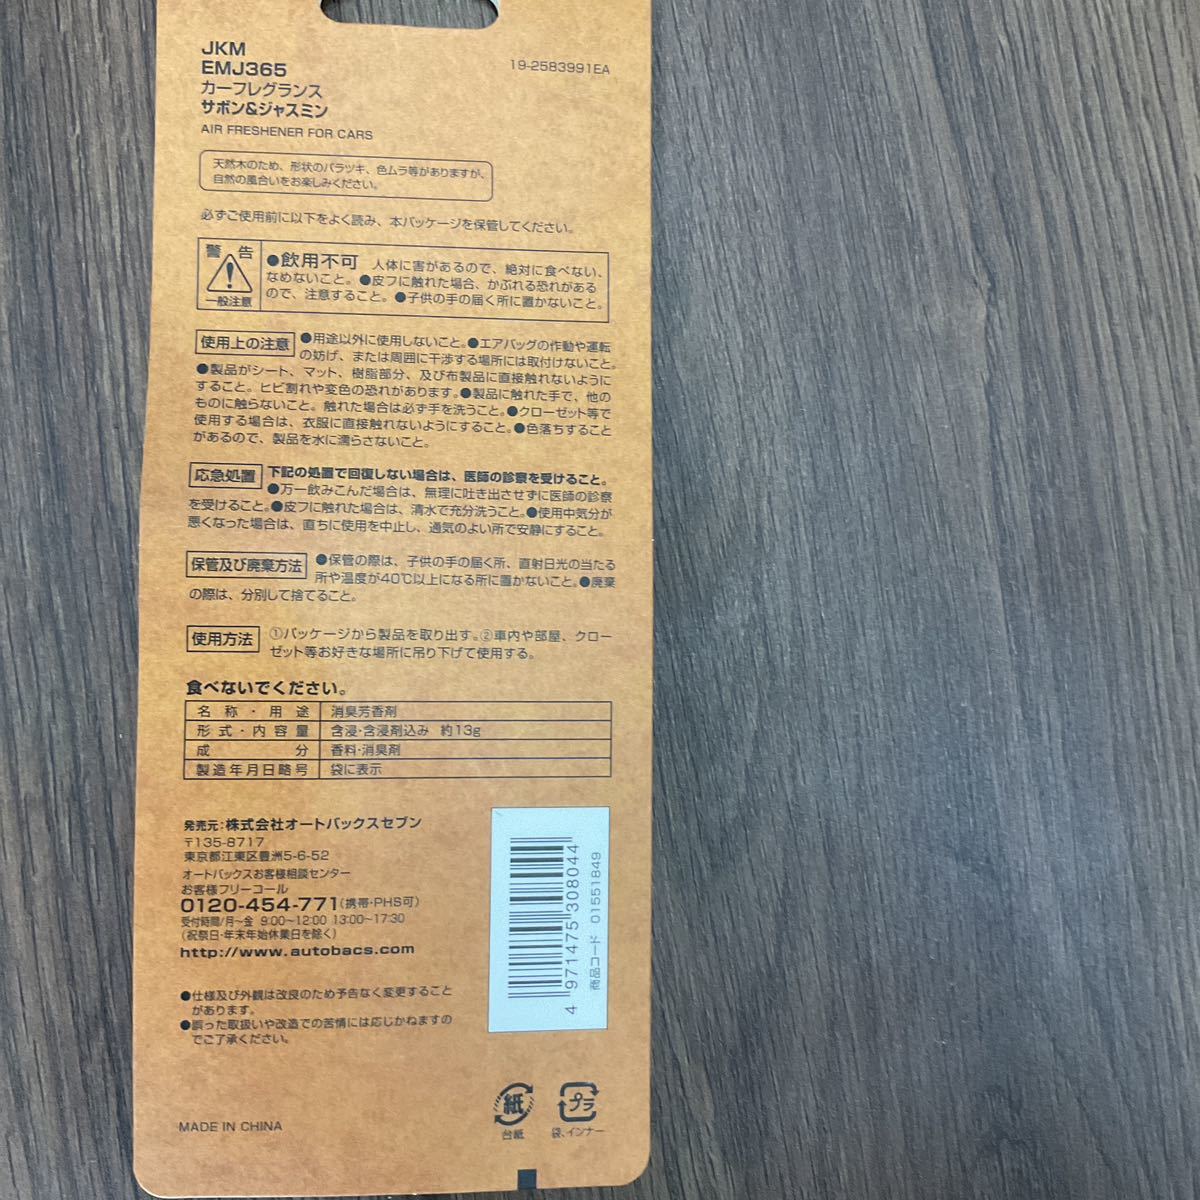 JKM
EMJ365
19-2583991EA
カーフレグランス
サボン&ジャスミン
AIR FRESHENER FOR CARS
天然木のため、形状のバラツキ、色ムラ等がありますが、
自然の風合いをお楽しみください。
必ずご使用前に以下をよく読み、本パッケージを保管してください。
警告
一般注意
●飲用不可 人体に害があるので、絶対に食べない、
なめないこと。●皮フに触れた場合、かぶれる恐れがある
ので、注意すること。●子供の手の届く所に置かないこと。
使用上の注意 ●用途以外に使用しないこと。●エアバッグの作動や運転
の妨げ、または周囲に干渉する場所には取付けないこと。
●製品がシート、マット、樹脂部分、及び布製品に直接触れないように
すること。ヒビ割れや変色の恐れがあります。●製品に触れた手で、他の
ものに触らないこと。触れた場合は必ず手を洗うこと。●クローゼット等で
使用する場合は、衣服に直接触れないようにすること。●色落ちすること
があるので、製品を水に濡らさないこと。
応急処置 下記の処置で回復しない場合は、医師の診察を受けること。
●万一飲みこんだ場合は、無理に吐き出させずに医師の診察
を受けること。●皮フに触れた場合は、清水で充分洗うこと。●使用中気分が
悪くなった場合は、直ちに使用を中止し、通気のよい所で安静にすること。
保管及び廃棄方法 ●保管の際は、子供の手の届く所、直射日光の当たる
所や温度が40℃以上になる所に置かないこと。●廃棄
の際は、分別して捨てること。
使用方法 ①パッケージから製品を取り出す。②車内や部屋、クロー
ゼット等お好きな場所に吊り下げて使用する。
食べないでください。
名称・用途 消臭芳香剤
形式・内容量 含浸・含浸剤込み 約13g
成分 香料・消臭剤
製造年月日略号 袋に表示
発売元:株式会社オートバックスセブン
〒135-8717
東京都江東区豊洲5-6-52
オートバックスお客様相談センター
お客様フリーコール
0120-454-771(携帯・PHS可)
受付時間/月〜金 9:00〜12:00 13:00〜17:30
(祝祭日・年末年始休業日を除く)
http://www.autobacs.com
4 971475 308044
商品コード 01551849
●仕様及び外観は改良のため予告なく変更すること
があります。
●誤った取扱いや改造での苦情には応じかねますの
でご了承ください。
紙
台紙
プラ
袋、インナー
MADE IN CHINA